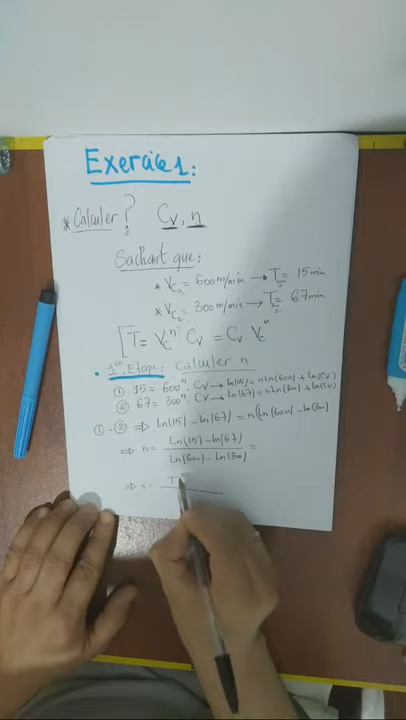 Exercice 1:
* Calculer ? Cv, n
Sachant que:
* Vc1 = 600 m/min → T1 = 15 min
* Vc2 = 300 m/min → T2 = 67 min
[T = Vc^n . Cv = Cv Vc^n
• 1ère Etape: Calculer n
① 15 = 600^n . Cv → ln(15) = n ln(600) + ln(Cv)
② 67 = 300^n . Cv → ln(67) = n ln(300) + ln(Cv)
① - ② ⇒ ln(15) - ln(67) = n(ln(600) - ln(300)
⇒ n = Ln(15) - ln(67) / Ln(600) - Ln(300) =
⇒ n = T